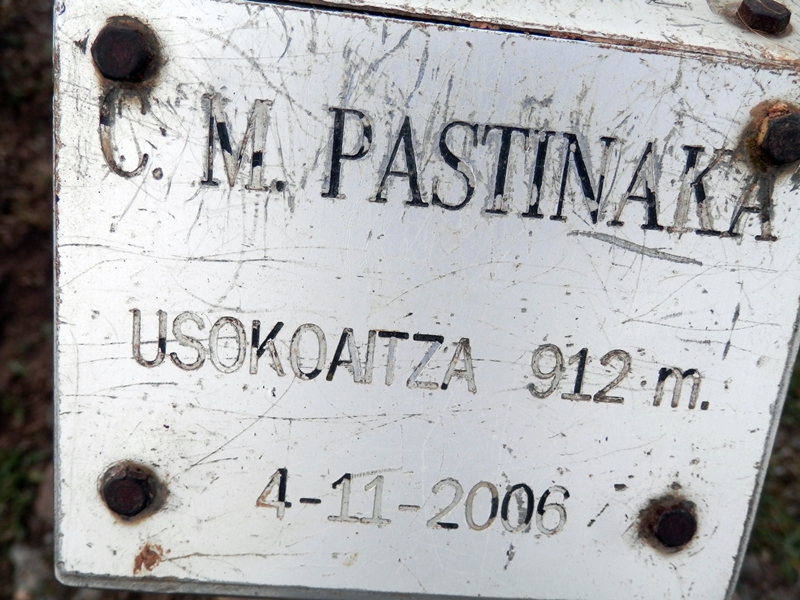 C. M. PASTINAKA
USOKOAITZA 912 m.
4-11-2006